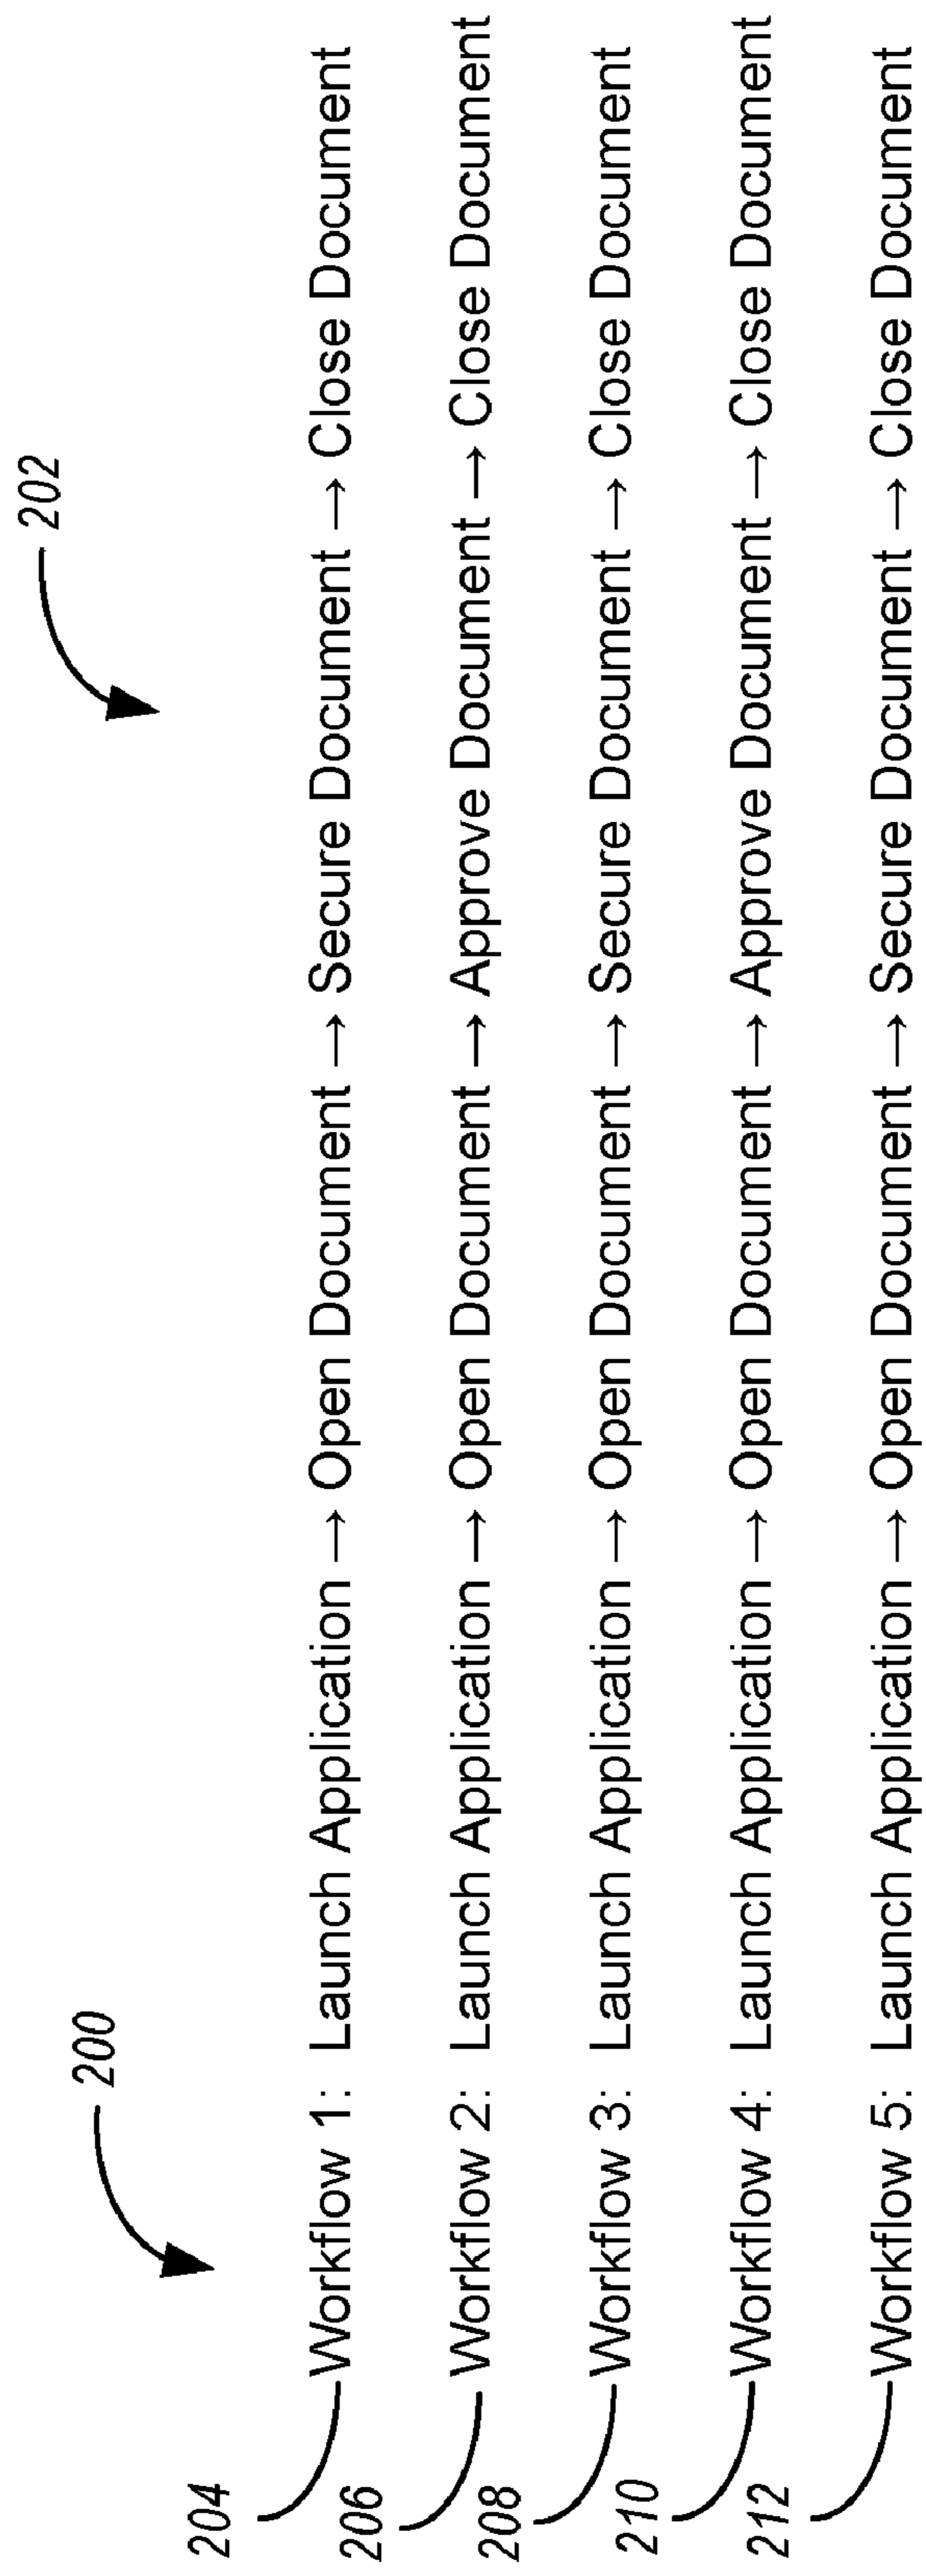 202
200
204 Workflow 1: Launch Application → Open Document → Secure Document → Close Document
206 Workflow 2: Launch Application → Open Document → Approve Document → Close Document
208 Workflow 3: Launch Application → Open Document → Secure Document → Close Document
210 Workflow 4: Launch Application → Open Document → Approve Document → Close Document
212 Workflow 5: Launch Application → Open Document → Secure Document → Close Document